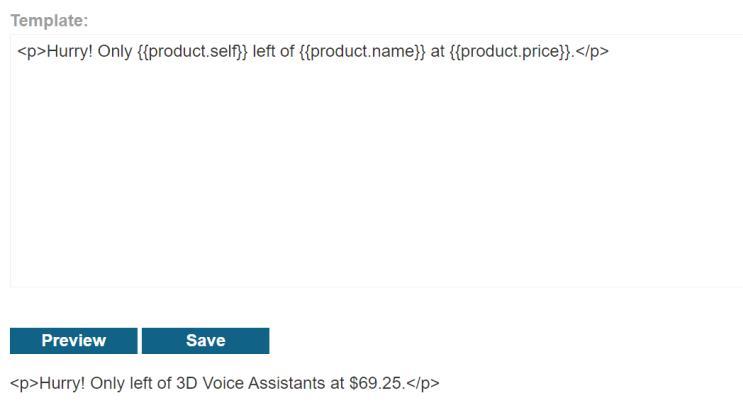 Template:
<p>Hurry! Only {{product.self}} left of {{product.name}} at {{product.price}}.</p>
Preview
Save
<p>Hurry! Only left of 3D Voice Assistants at $69.25.</p>